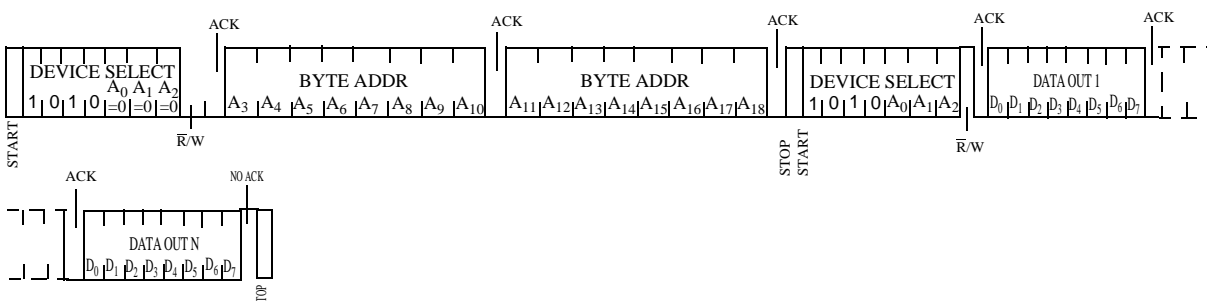 ACK ACK ACK ACK ACK
DEVICE SELECT BYTE ADDR BYTE ADDR DEVICE SELECT DATA OUT 1
1 0 1 0 A0 =0 A1 =0 A2 =0 A3 A4 A5 A6 A7 A8 A9 A10 A11 A12 A13 A14 A15 A16 A17 A18 1 0 1 0 A0 A1 A2 D0 D1 D2 D3 D4 D5 D6 D7
START R̅/W STOP START R̅/W
ACK NO ACK
DATA OUT N
D0 D1 D2 D3 D4 D5 D6 D7
TOP